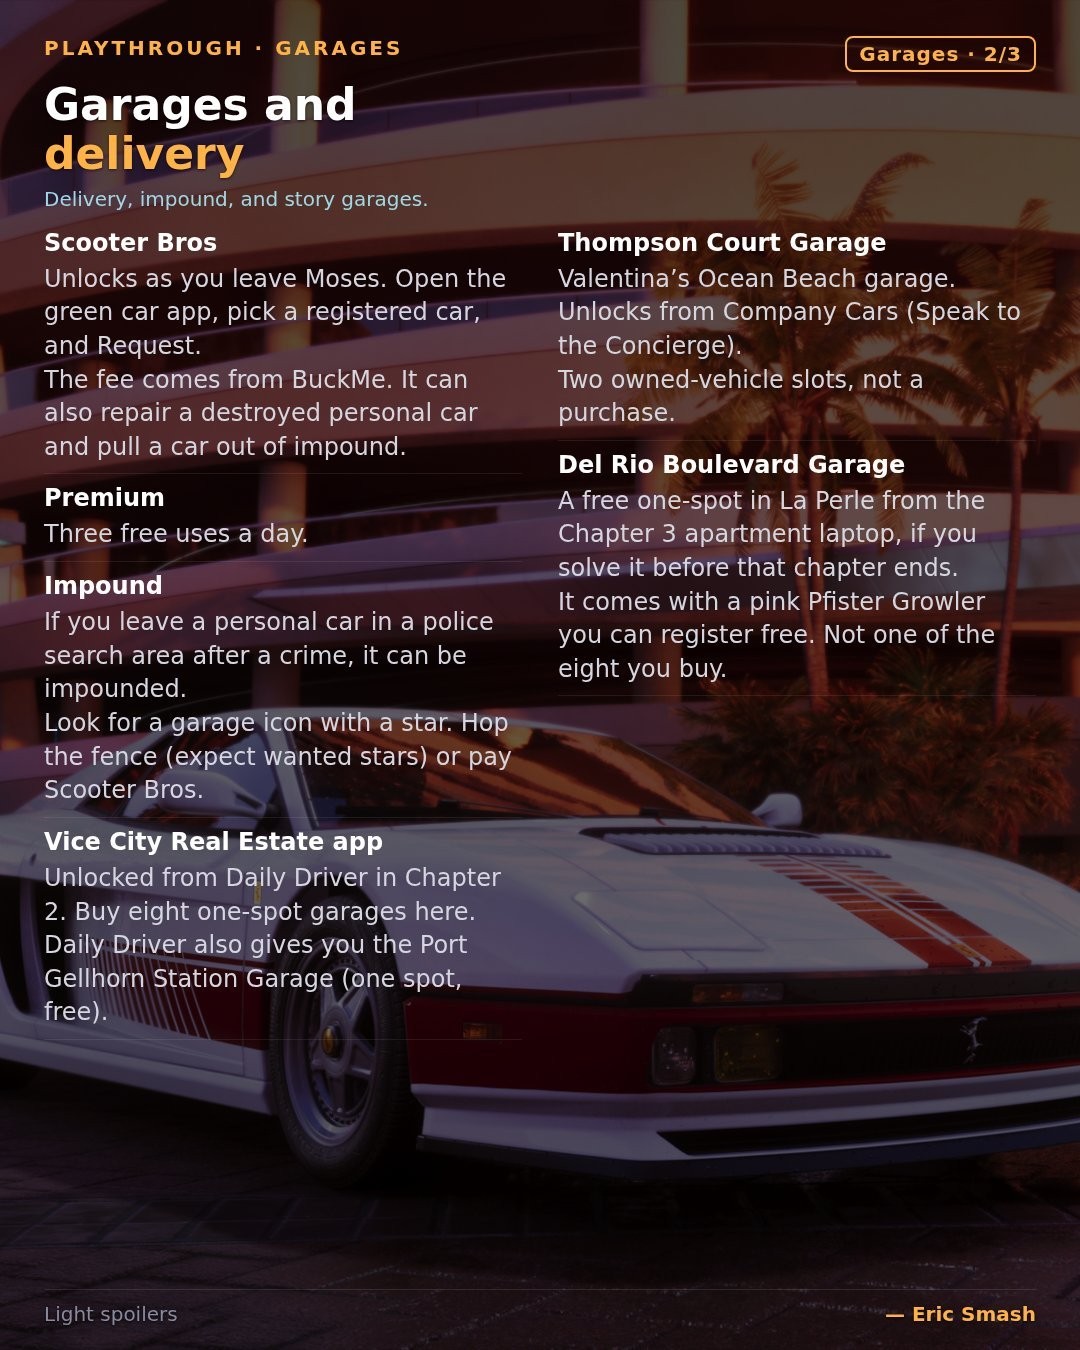 PLAYTHROUGH · GARAGES
Garages · 2/3
Garages and
delivery
Delivery, impound, and story garages.
Scooter Bros
Unlocks as you leave Moses. Open the
green car app, pick a registered car,
and Request.
The fee comes from BuckMe. It can
also repair a destroyed personal car
and pull a car out of impound.
Premium
Three free uses a day.
Impound
If you leave a personal car in a police
search area after a crime, it can be
impounded.
Look for a garage icon with a star. Hop
the fence (expect wanted stars) or pay
Scooter Bros.
Vice City Real Estate app
Unlocked from Daily Driver in Chapter
2. Buy eight one-spot garages here.
Daily Driver also gives you the Port
Gellhorn Station Garage (one spot,
free).
Thompson Court Garage
Valentina’s Ocean Beach garage.
Unlocks from Company Cars (Speak to
the Concierge).
Two owned-vehicle slots, not a
purchase.
Del Rio Boulevard Garage
A free one-spot in La Perle from the
Chapter 3 apartment laptop, if you
solve it before that chapter ends.
It comes with a pink Pfister Growler
you can register free. Not one of the
eight you buy.
Light spoilers
— Eric Smash